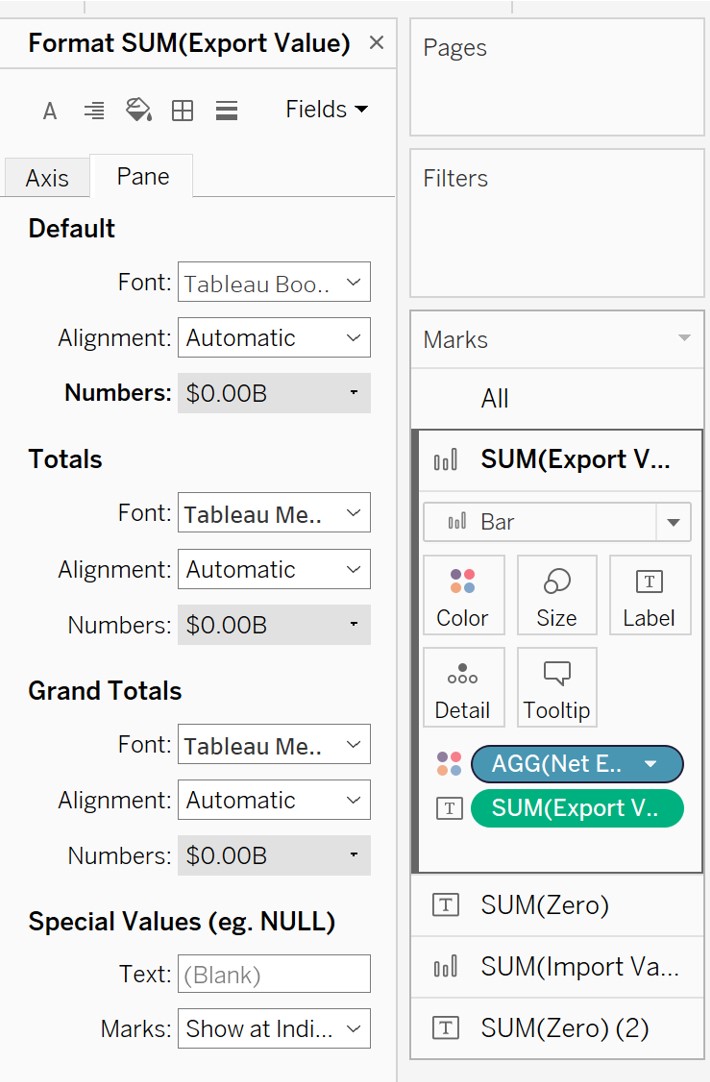 Format SUM(Export Value)
A
Fields
Axis
Pane
Default
Font: Tableau Boo..
Alignment: Automatic
Numbers: $0.00B
Totals
Font: Tableau Me..
Alignment: Automatic
Numbers: $0.00B
Grand Totals
Font: Tableau Me..
Alignment: Automatic
Numbers: $0.00B
Special Values (eg. NULL)
Text: (Blank)
Marks: Show at Indi...
Pages
Filters
Marks
All
SUM(Export V...
Bar
Color
Size
T
Label
Detail
Tooltip
AGG(Net E..
T SUM(Export V..
T SUM(Zero)
SUM(Import Va...
T SUM(Zero) (2)